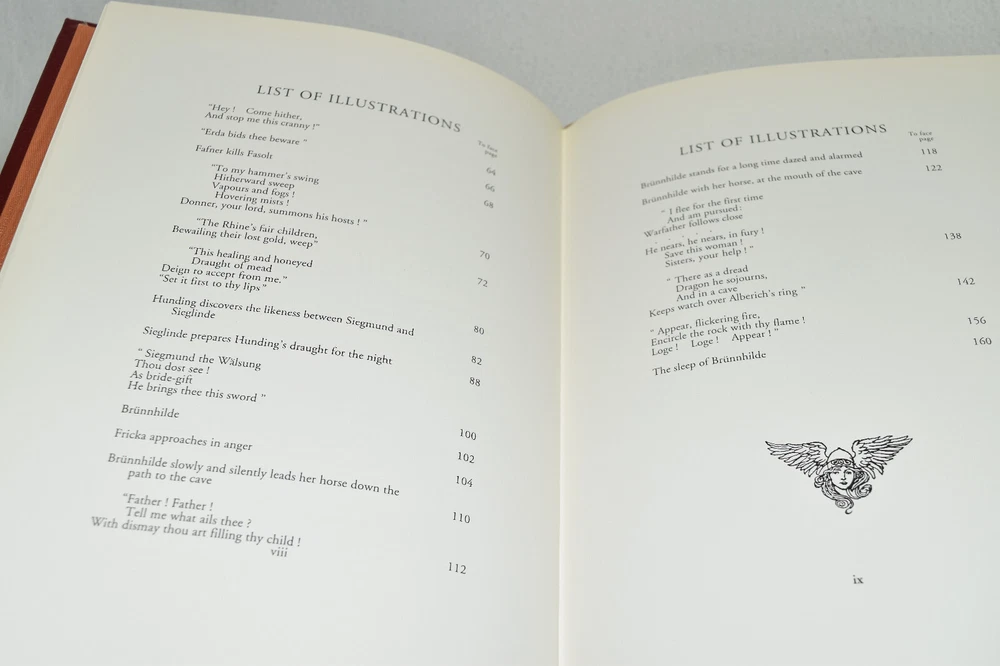 LIST OF ILLUSTRATIONS
To face
page
"Hey ! Come hither,
And stop me this cranny !"
64
"Erda bids thee beware"
66
Fafner kills Fasolt
68
"To my hammer's swing
Hitherward sweep
Vapours and fogs !
Hovering mists !
Donner, your lord, summons his hosts ! "
70
"The Rhine's fair children,
Bewailing their lost gold, weep"
72
"This healing and honeyed
Draught of mead
Deign to accept from me."
"Set it first to thy lips"
80
Hunding discovers the likeness between Siegmund and
Sieglinde
82
Sieglinde prepares Hunding's draught for the night
88
" Siegmund the Wälsung
Thou dost see !
As bride-gift
He brings thee this sword "
100
Brünnhilde
102
Fricka approaches in anger
104
Brünnhilde slowly and silently leads her horse down the
path to the cave
110
"Father ! Father !
Tell me what ails thee ?
With dismay thou art filling thy child !
112
viii
LIST OF ILLUSTRATIONS
To face
page
Brünnhilde stands for a long time dazed and alarmed
118
Brünnhilde with her horse, at the mouth of the cave
122
" I flee for the first time
And am pursued:
Warfather follows close
. . . . .
He nears, he nears, in fury !
Save this woman !
Sisters, your help ! "
138
" There as a dread
Dragon he sojourns,
And in a cave
Keeps watch over Alberich's ring "
142
" Appear, flickering fire,
Encircle the rock with thy flame !
Loge ! Loge ! Appear ! "
156
The sleep of Brünnhilde
160
ix